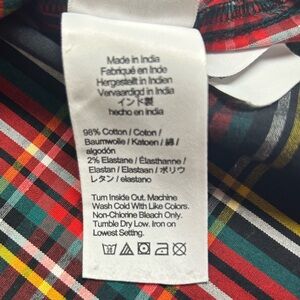 Made in India
Fabriqué en Inde
Hergestellt in Indien
Vervaardigd in India
インド製
hecho en India
98% Cotton / Coton /
Baumwolle / Katoen / 綿 /
algodón
2% Elastane / Élasthanne /
Elastan / Elastaan / ポリウ
レタン / elastano
Turn Inside Out. Machine
Wash Cold With Like Colors.
Non-Chlorine Bleach Only.
Tumble Dry Low. Iron on
Lowest Setting.